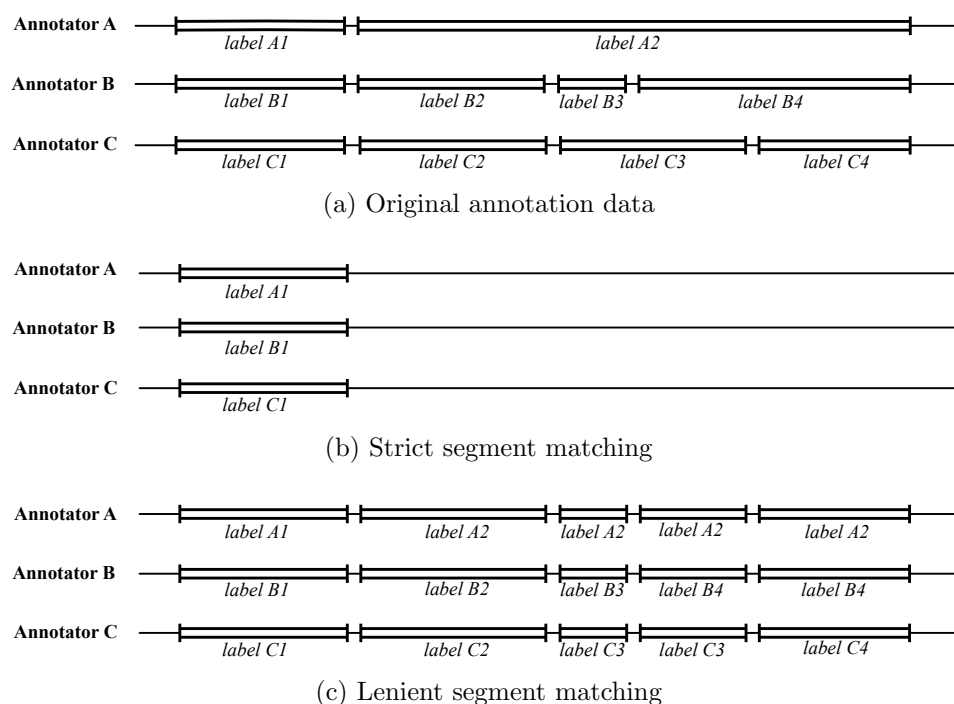 Annotator A
label A1 label A2
Annotator B
label B1 label B2 label B3 label B4
Annotator C
label C1 label C2 label C3 label C4
(a) Original annotation data
Annotator A
label A1
Annotator B
label B1
Annotator C
label C1
(b) Strict segment matching
Annotator A
label A1 label A2 label A2 label A2 label A2
Annotator B
label B1 label B2 label B3 label B4 label B4
Annotator C
label C1 label C2 label C3 label C3 label C4
(c) Lenient segment matching